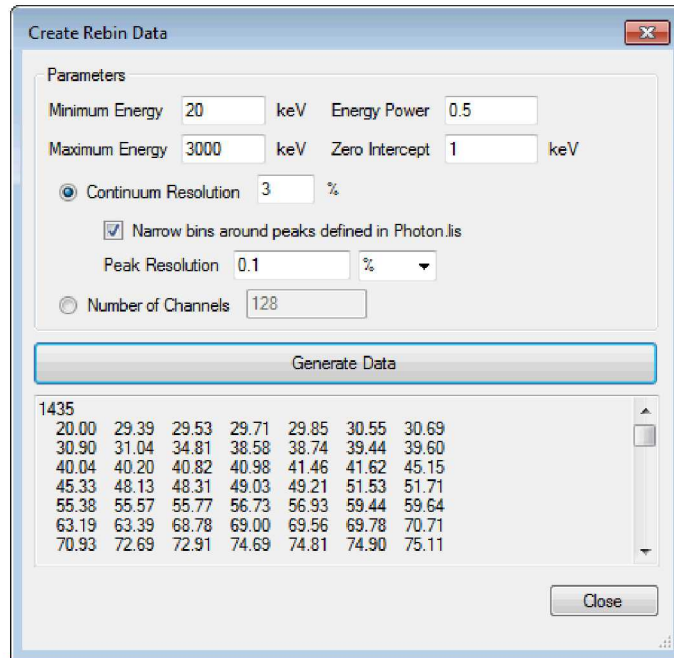 Create Rebin Data
Parameters
Minimum Energy 20 keV Energy Power 0.5
Maximum Energy 3000 keV Zero Intercept 1 keV
Continuum Resolution 3 %
Narrow bins around peaks defined in Photon.lis
Peak Resolution 0.1 %
Number of Channels 128
Generate Data
1435
20.00 29.39 29.53 29.71 29.85 30.55 30.69
30.90 31.04 34.81 38.58 38.74 39.44 39.60
40.04 40.20 40.82 40.98 41.46 41.62 45.15
45.33 48.13 48.31 49.03 49.21 51.53 51.71
55.38 55.57 55.77 56.73 56.93 59.44 59.64
63.19 63.39 68.78 69.00 69.56 69.78 70.71
70.93 72.69 72.91 74.69 74.81 74.90 75.11
Close